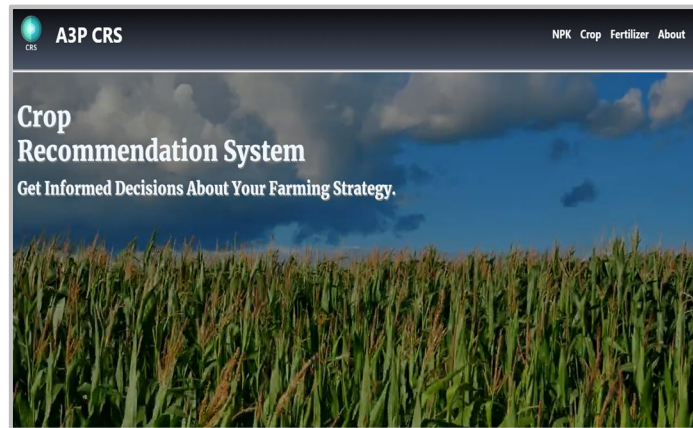 CRS
A3P CRS
NPK Crop Fertilizer About
Crop
Recommendation System
Get Informed Decisions About Your Farming Strategy.